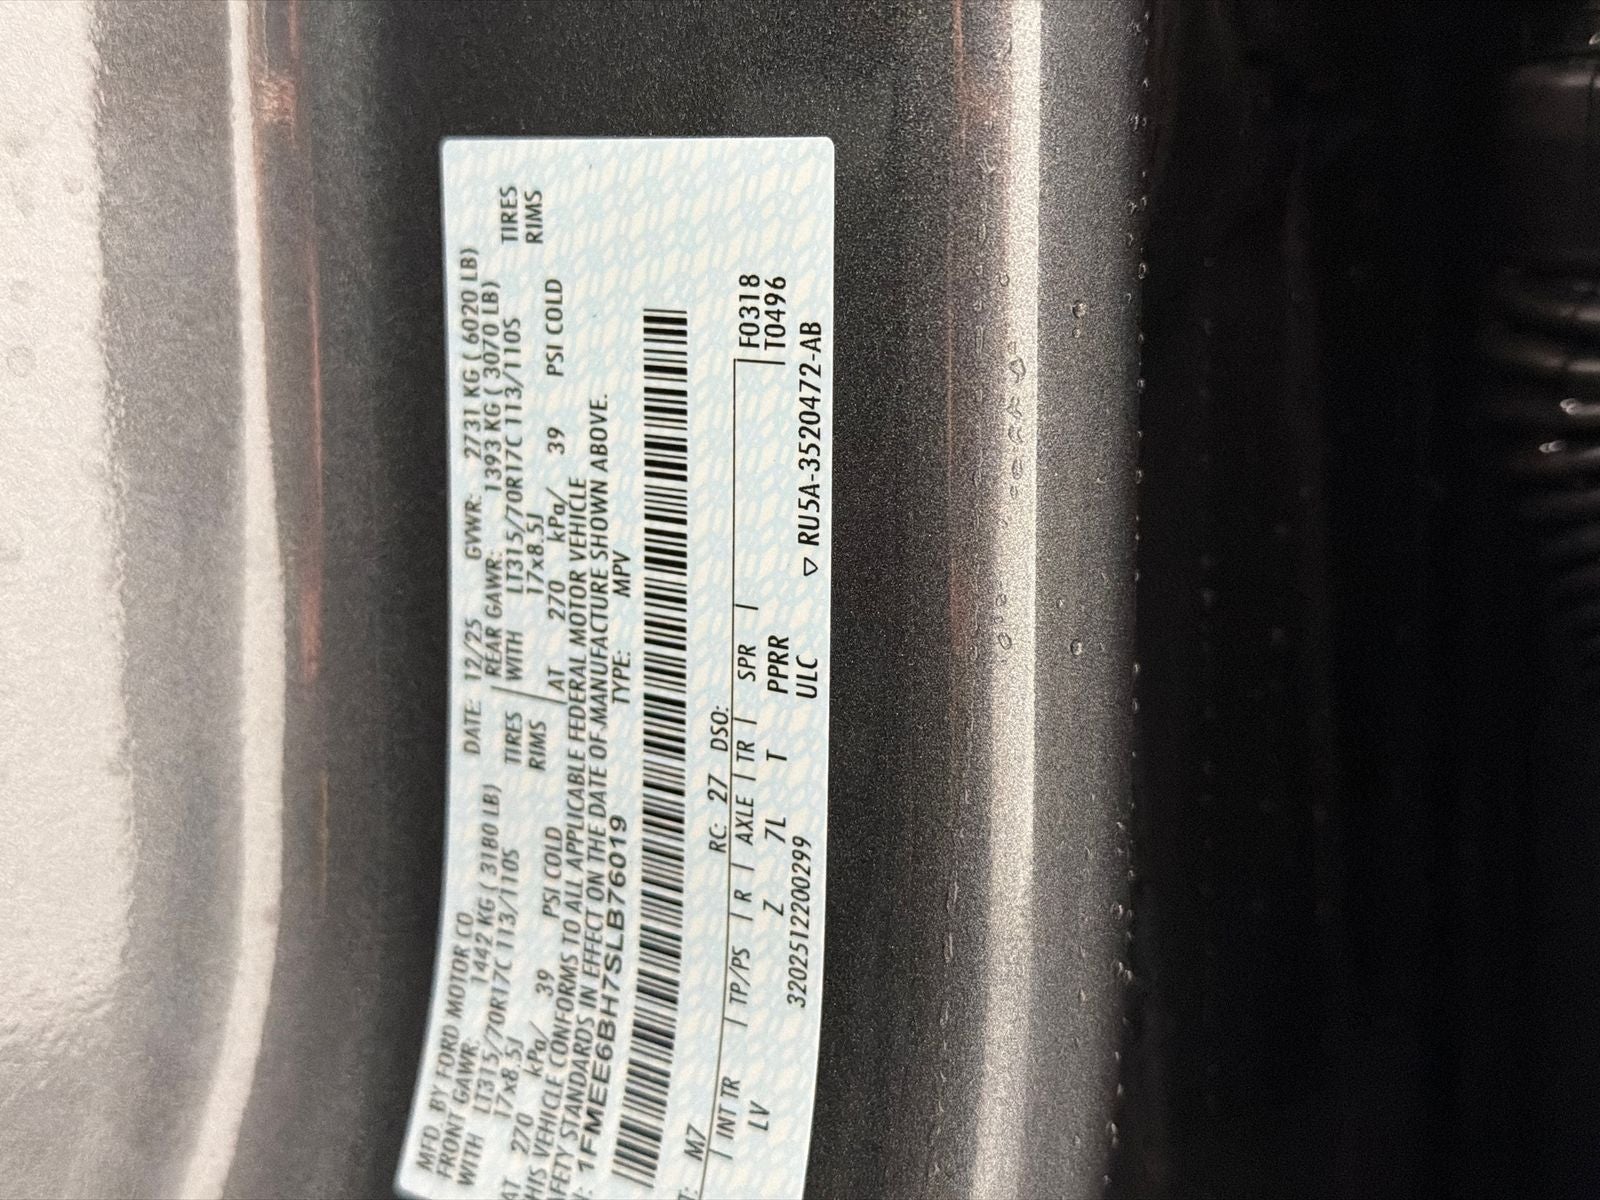 MFD. BY FORD MOTOR CO DATE: 12/25 GVWR: 2731 KG ( 6020 LB)
FRONT GAWR: 1442 KG ( 3180 LB) REAR GAWR: 1393 KG ( 3070 LB)
WITH LT315/70R17C 113/110S TIRES WITH LT315/70R17C 113/110S TIRES
17x8.5J RIMS 17x8.5J RIMS
AT 270 kPa/ 39 PSI COLD AT 270 kPa/ 39 PSI COLD
HIS VEHICLE CONFORMS TO ALL APPLICABLE FEDERAL MOTOR VEHICLE
AFETY STANDARDS IN EFFECT ON THE DATE OF MANUFACTURE SHOWN ABOVE.
: 1FMEE6BH7SLB76019 TYPE: MPV
T: M7 RC: 27 DSO:
INT TR TP/PS R AXLE TR SPR F0318
LV Z 7L T PPRR T0496
3202512200299 ULC ▽ RU5A-3520472-AB